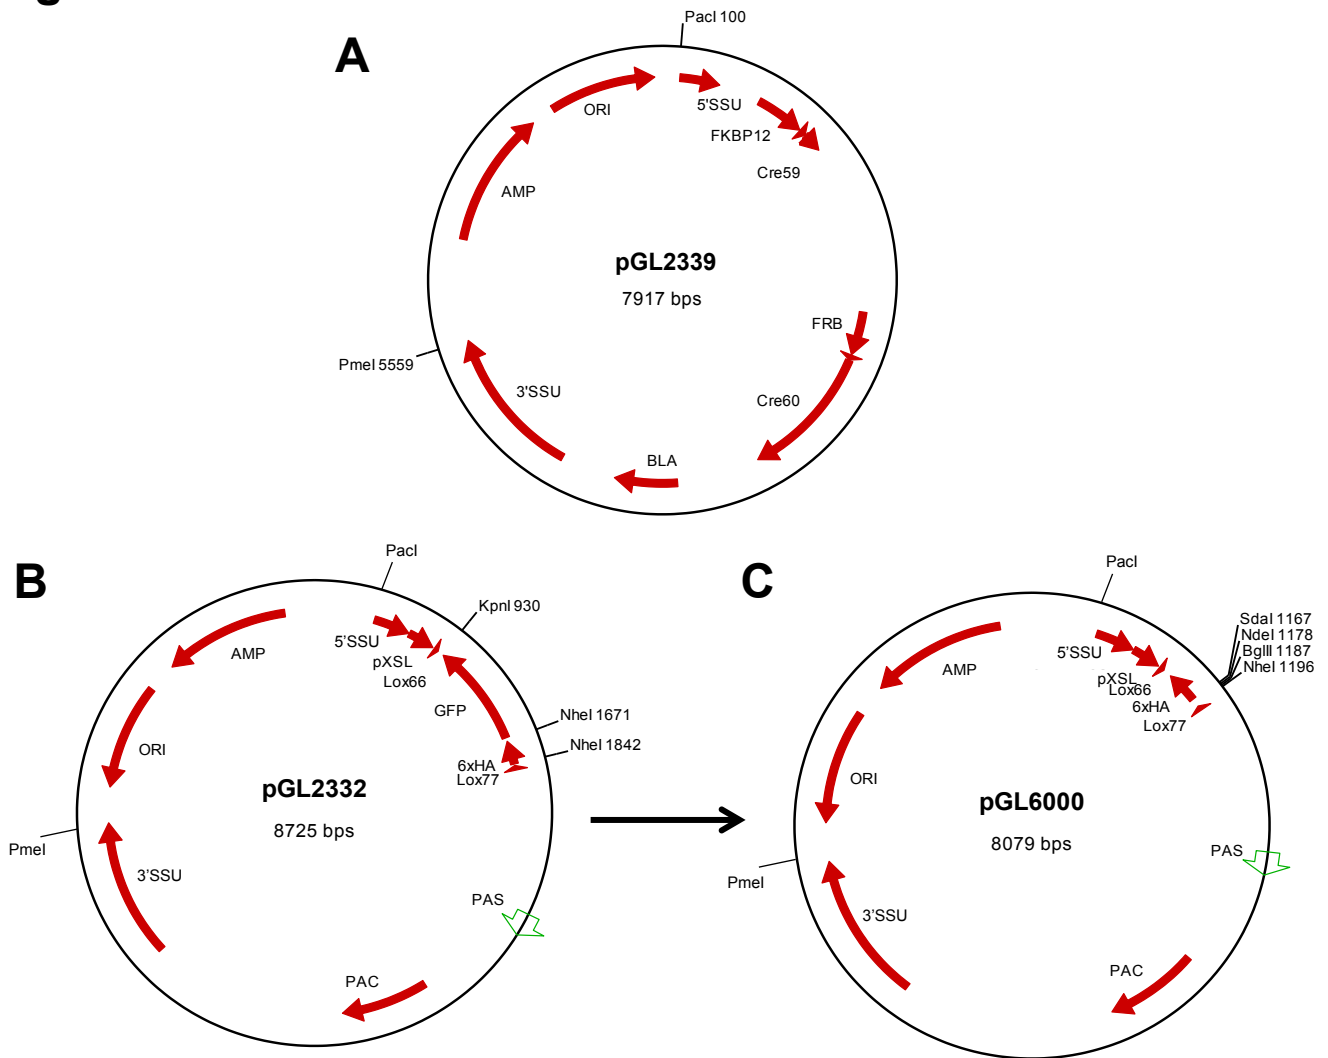 A
PacI 100
5'SSU
FKBP12
Cre59
ORI
AMP
pGL2339
7917 bps
FRB
Cre60
BLA
3'SSU
PmeI 5559
B
PacI
KpnI 930
5'SSU
pXSL
Lox66
GFP
NheI 1671
NheI 1842
6xHA
Lox77
AMP
ORI
pGL2332
8725 bps
PmeI
3'SSU
PAS
PAC
C
PacI
SdaI 1167
NdeI 1178
BglII 1187
NheI 1196
5'SSU
pXSL
Lox66
6xHA
Lox77
AMP
ORI
pGL6000
8079 bps
PmeI
3'SSU
PAS
PAC